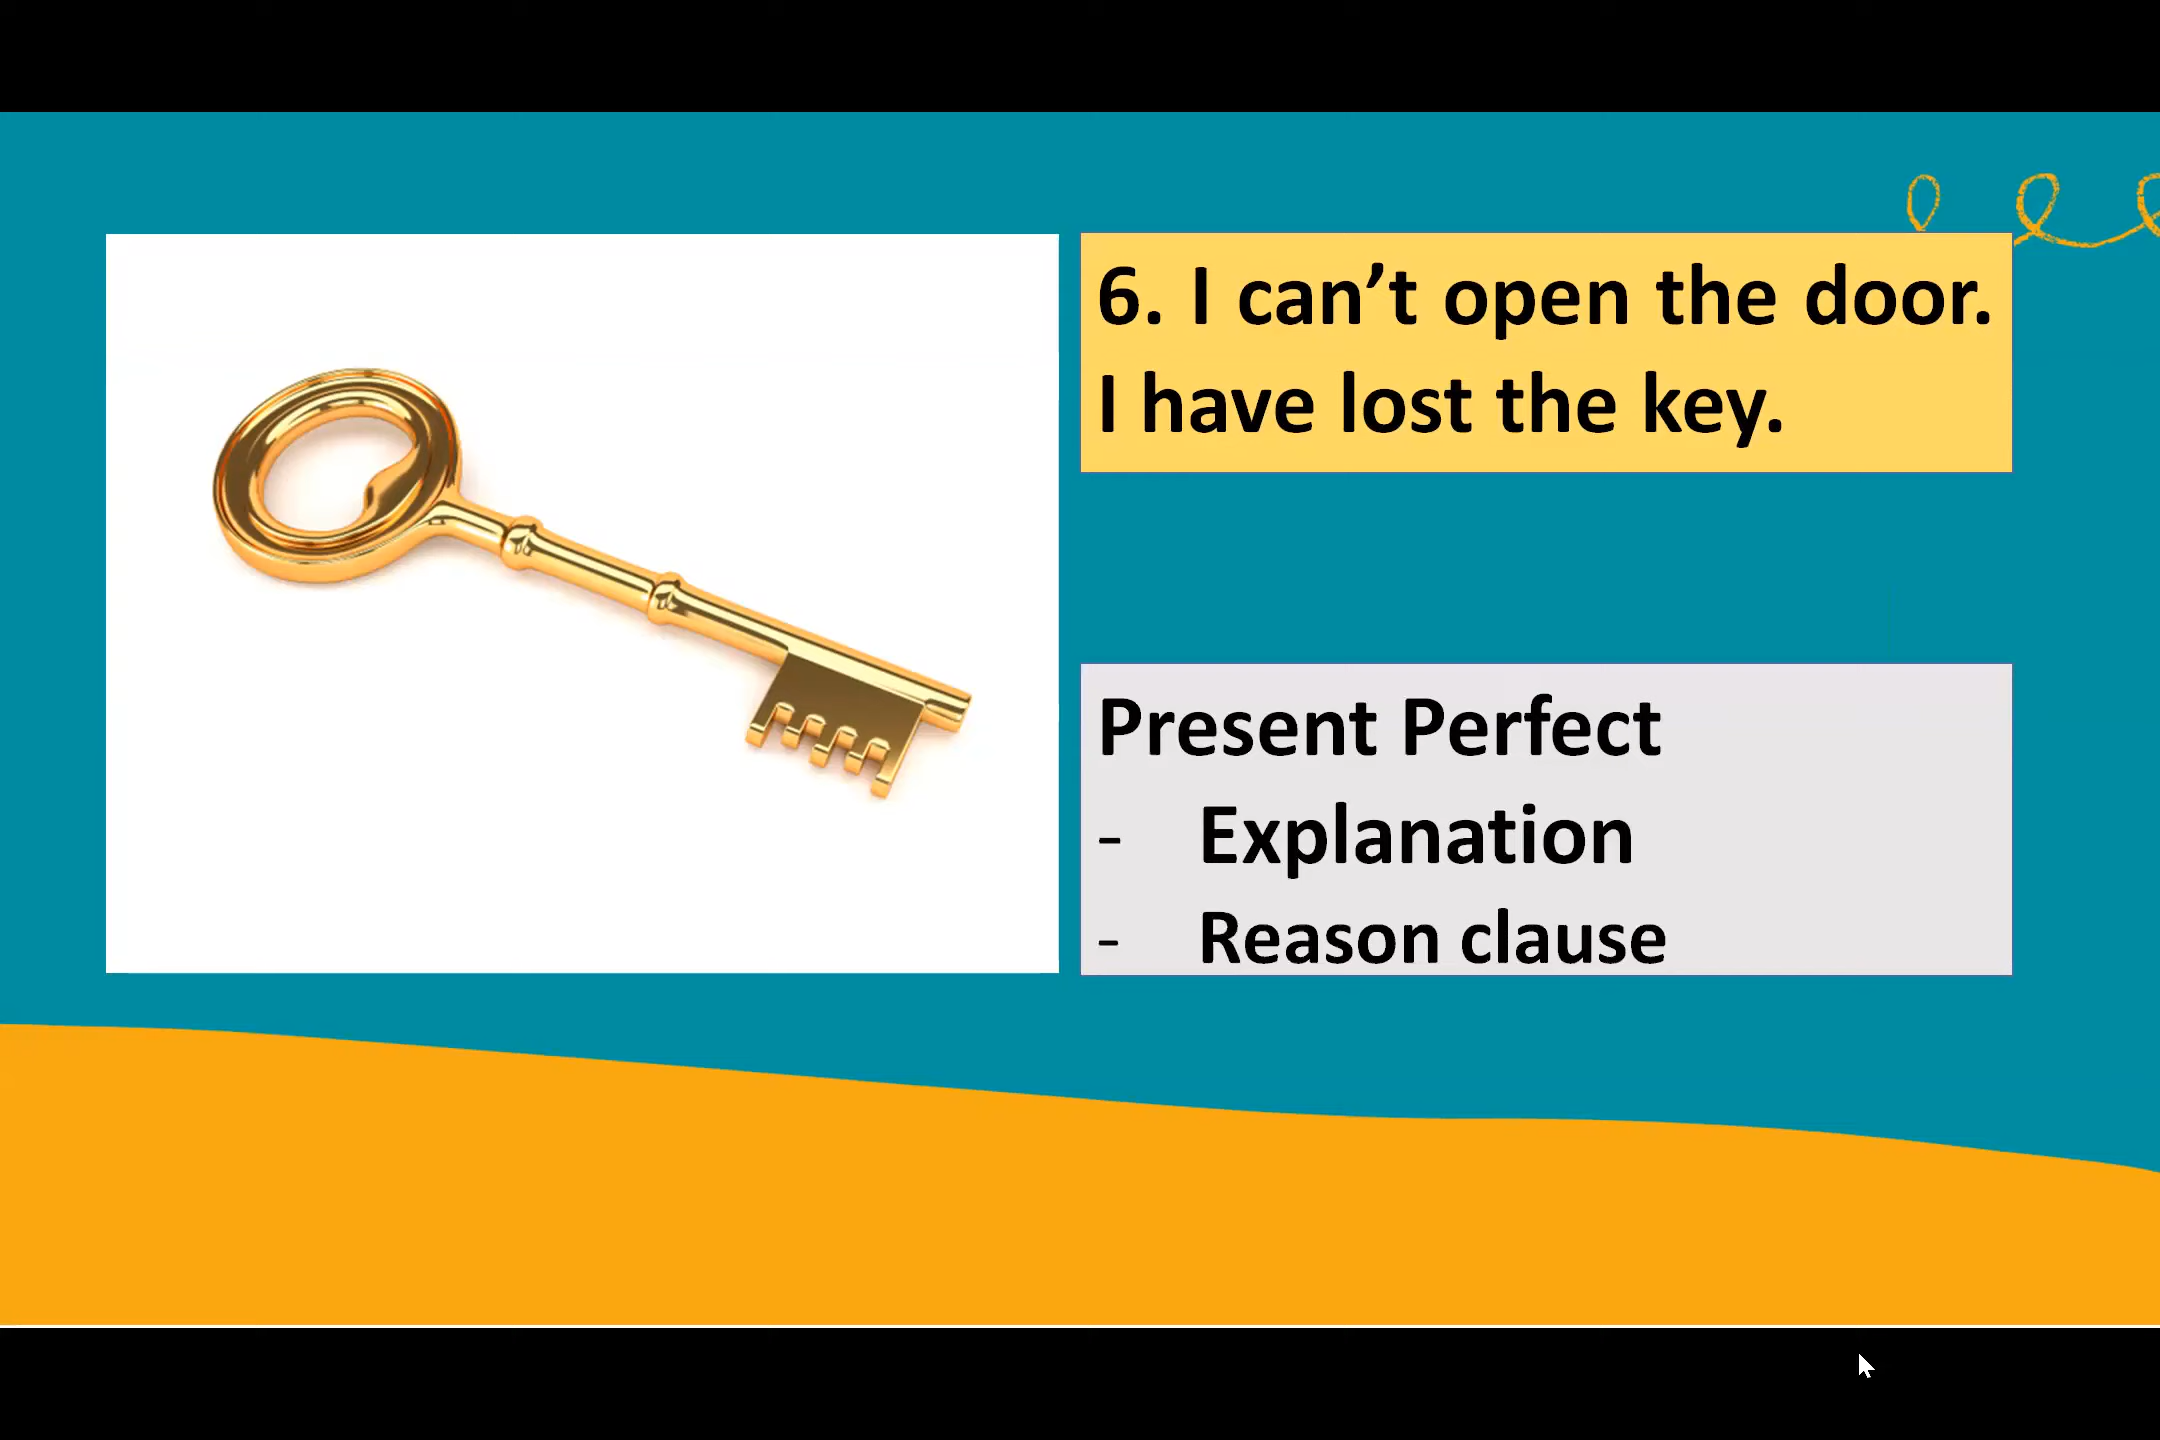 6. I can’t open the door.
I have lost the key.
Present Perfect
- Explanation
- Reason clause